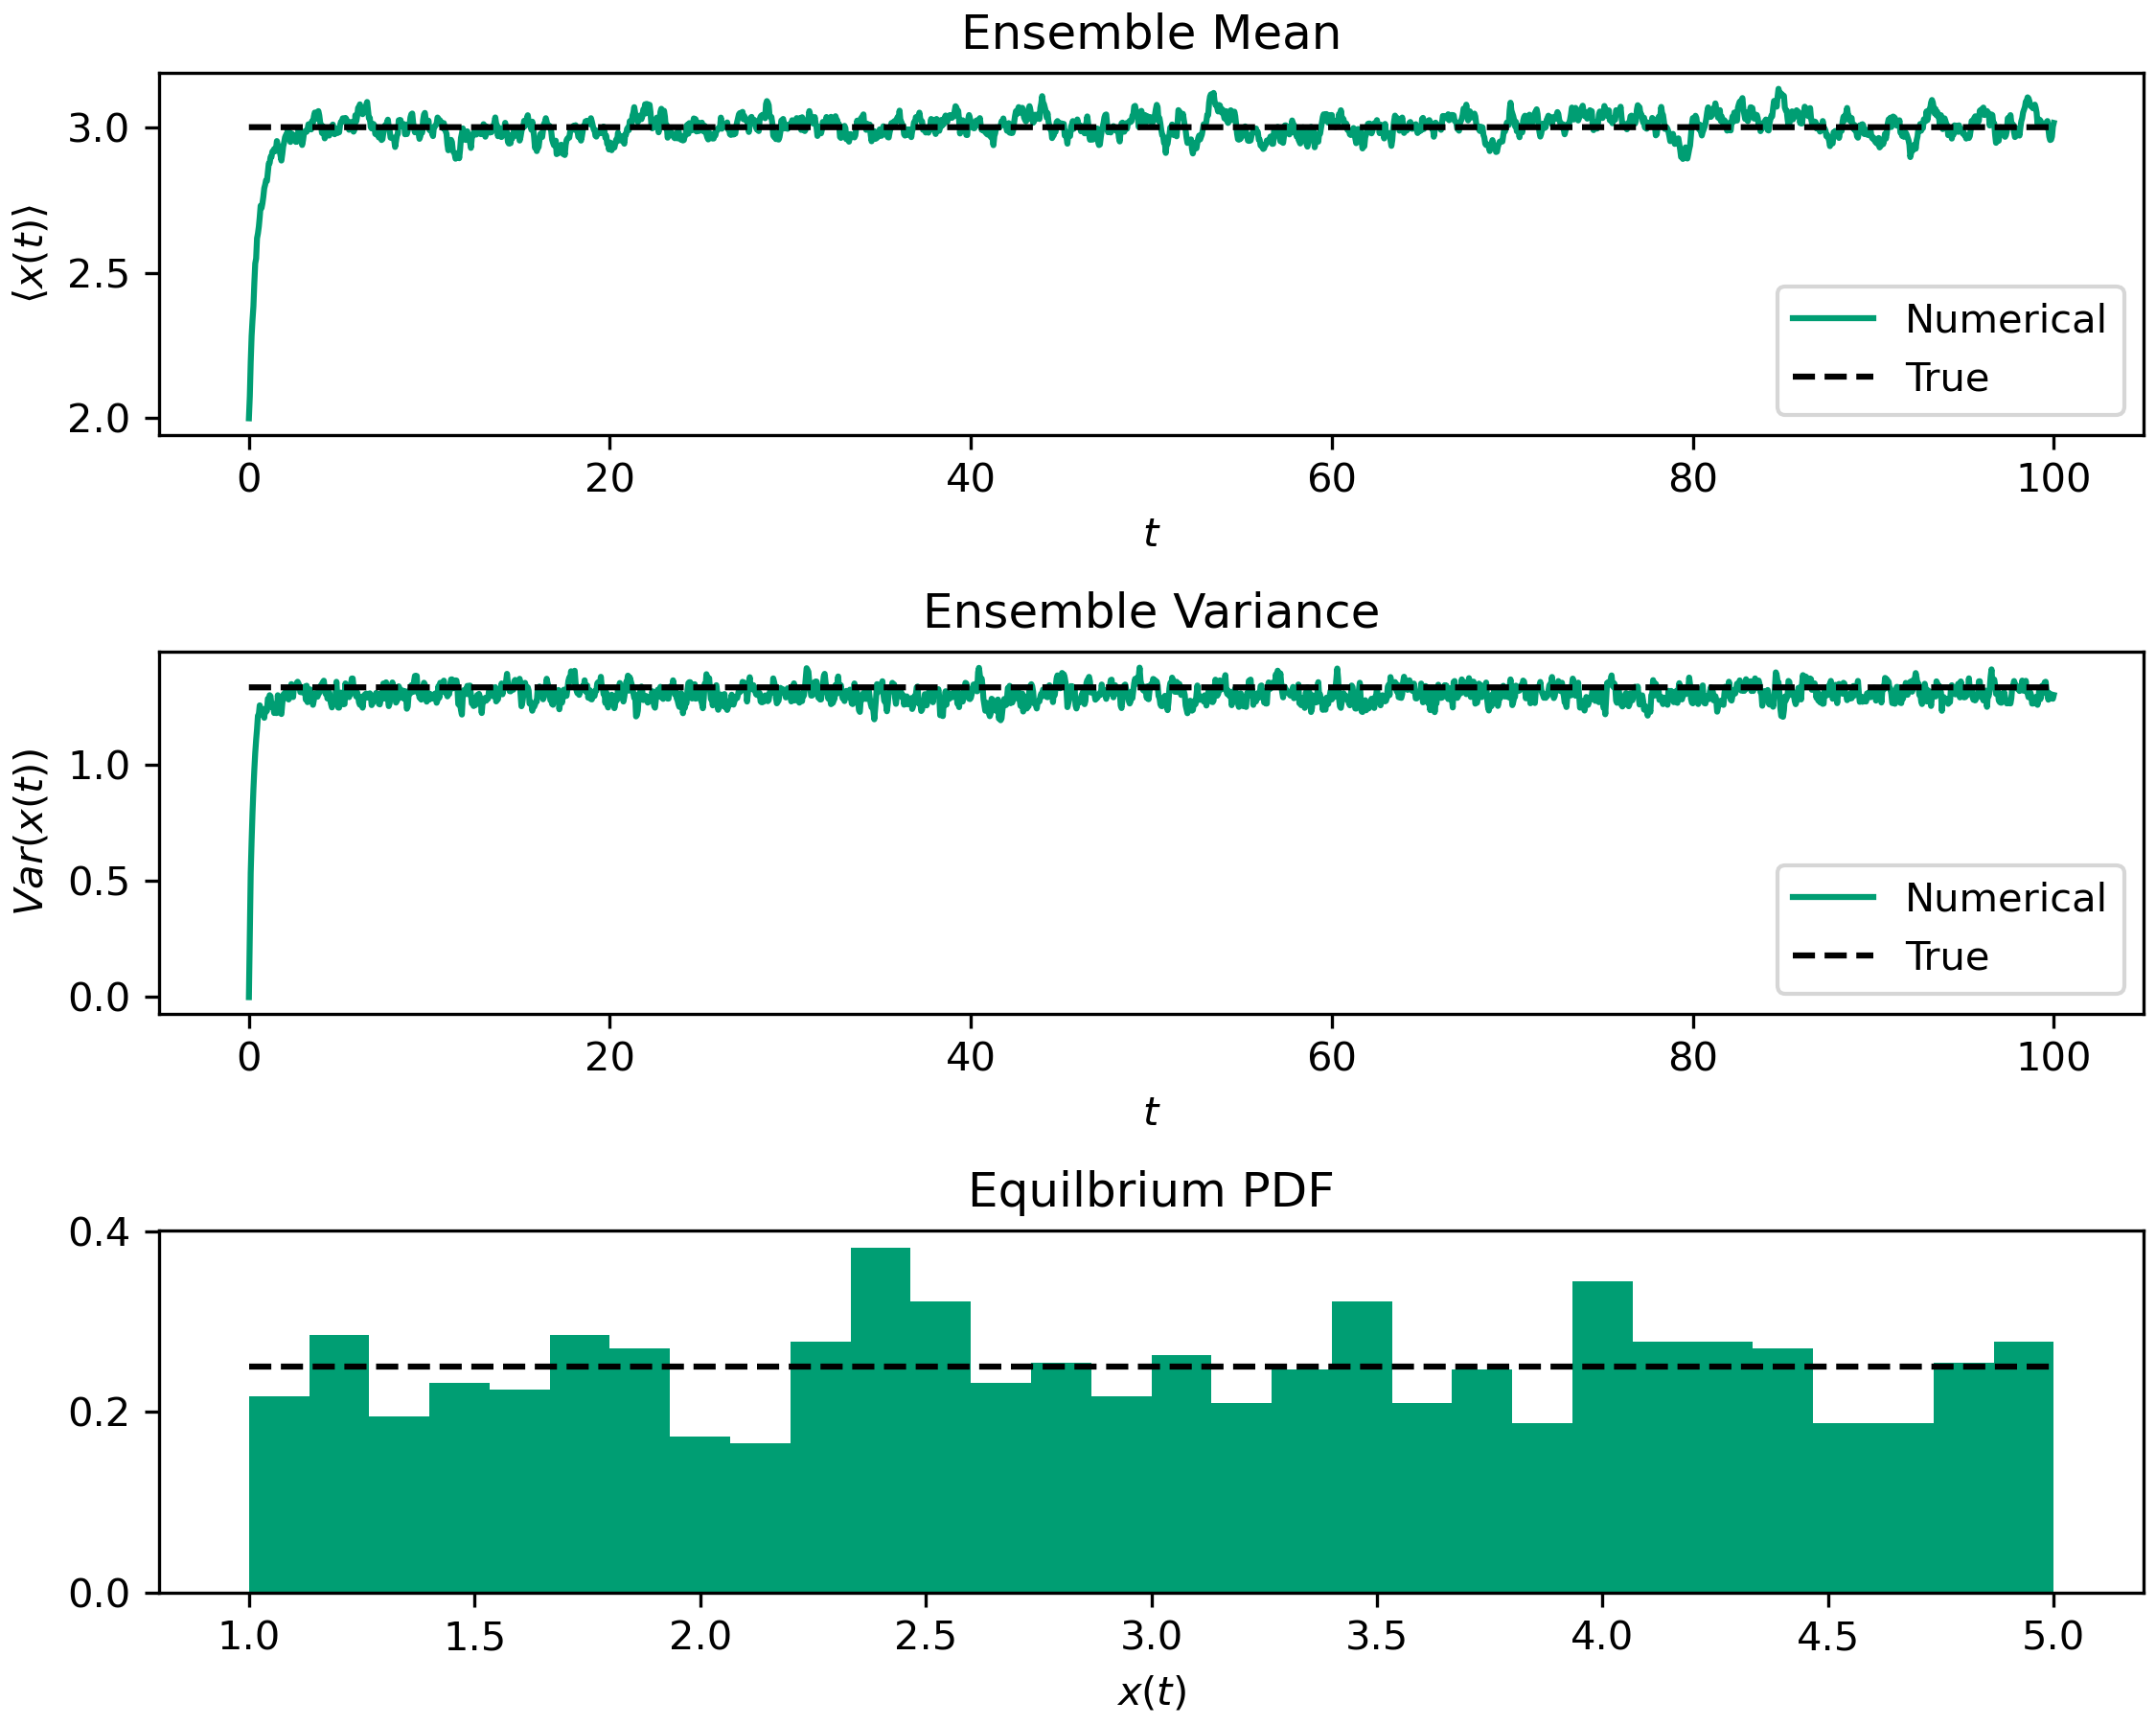 Ensemble Mean
3.0
2.5
2.0
⟨x(t)⟩
Numerical
True
0 20 40 60 80 100
t
Ensemble Variance
1.0
0.5
0.0
Var(x(t))
Numerical
True
0 20 40 60 80 100
t
Equilbrium PDF
0.4
0.2
0.0
1.0 1.5 2.0 2.5 3.0 3.5 4.0 4.5 5.0
x(t)